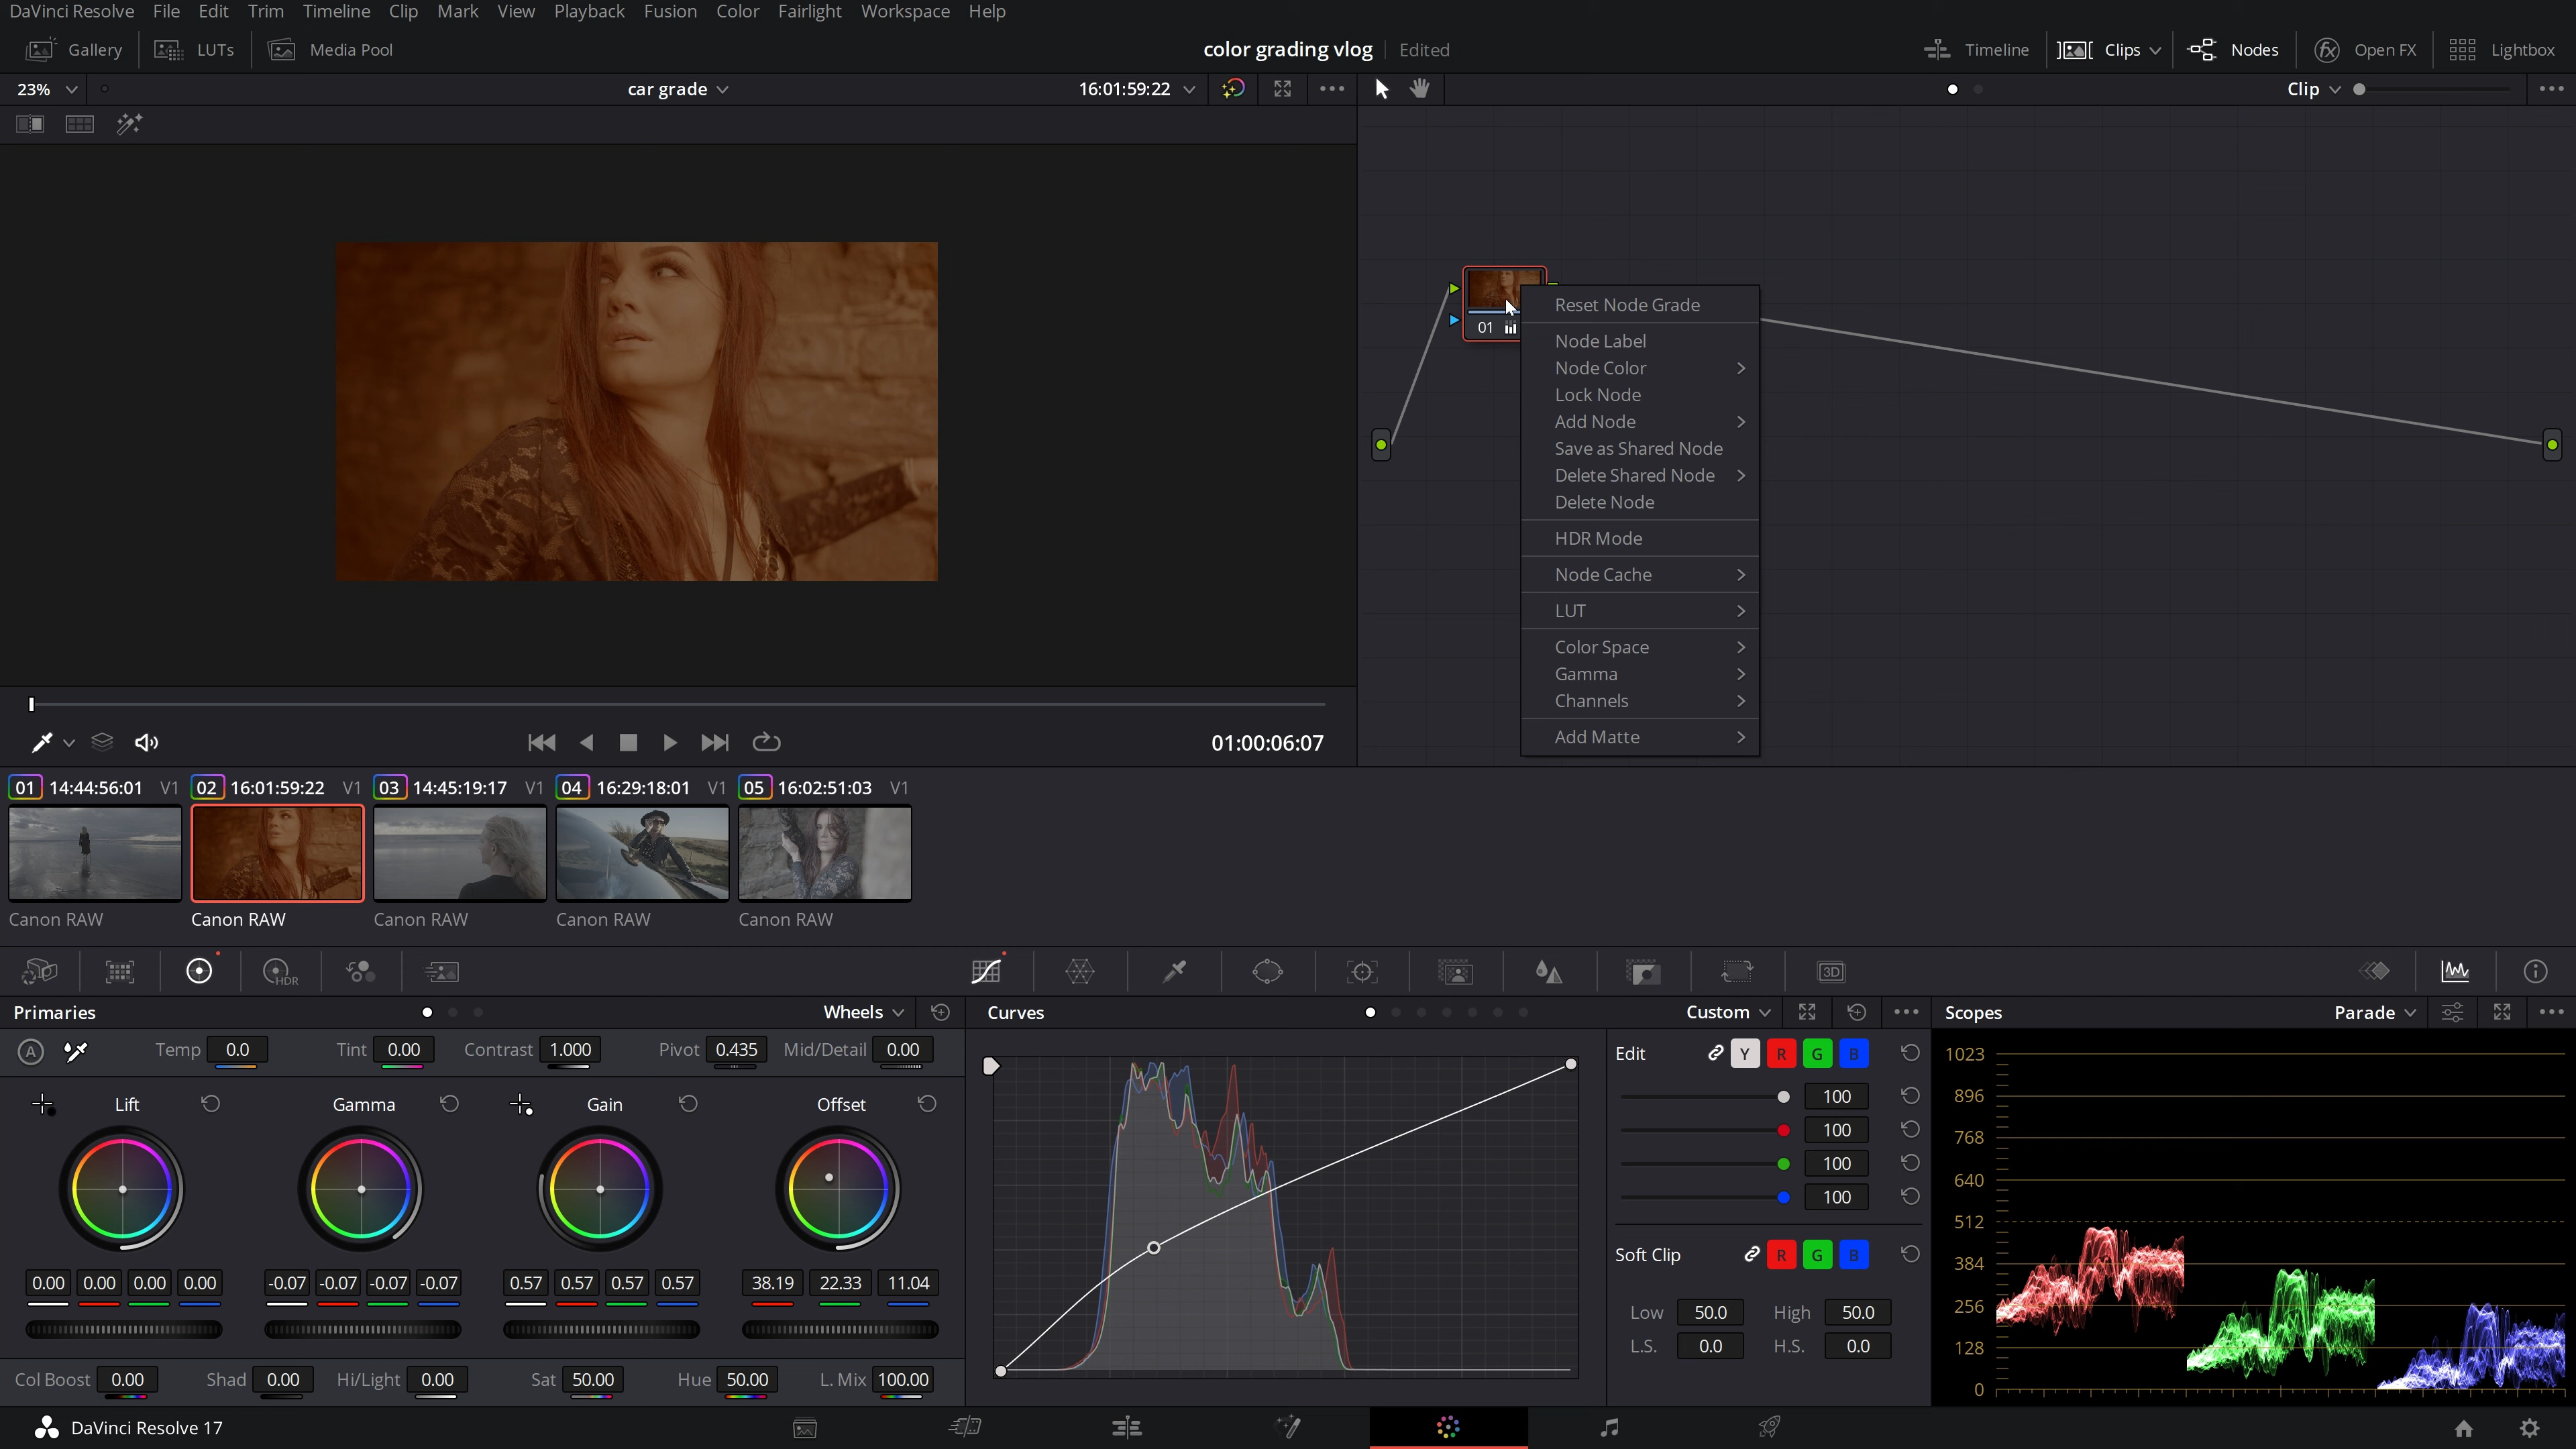 DaVinci Resolve File Edit Trim Timeline Clip Mark View Playback Fusion Color Fairlight Workspace Help
Gallery LUTs Media Pool color grading vlog Edited Timeline Clips Nodes Open FX Lightbox
23% car grade 16:01:59:22 Clip
01
Reset Node Grade
Node Label
Node Color
Lock Node
Add Node
Save as Shared Node
Delete Shared Node
Delete Node
HDR Mode
Node Cache
LUT
Color Space
Gamma
Channels
Add Matte
01:00:06:07
01 14:44:56:01 V1 02 16:01:59:22 V1 03 14:45:19:17 V1 04 16:29:18:01 V1 05 16:02:51:03 V1
Canon RAW Canon RAW Canon RAW Canon RAW Canon RAW
HDR 3D
Primaries Wheels Curves Custom Scopes Parade
A Temp 0.0 Tint 0.00 Contrast 1.000 Pivot 0.435 Mid/Detail 0.00
Lift Gamma Gain Offset
0.00 0.00 0.00 0.00 -0.07 -0.07 -0.07 -0.07 0.57 0.57 0.57 0.57 38.19 22.33 11.04
Col Boost 0.00 Shad 0.00 Hi/Light 0.00 Sat 50.00 Hue 50.00 L. Mix 100.00
Edit Y R G B
100
100
100
100
Soft Clip R G B
Low 50.0 High 50.0
L.S. 0.0 H.S. 0.0
1023
896
768
640
512
384
256
128
0
DaVinci Resolve 17